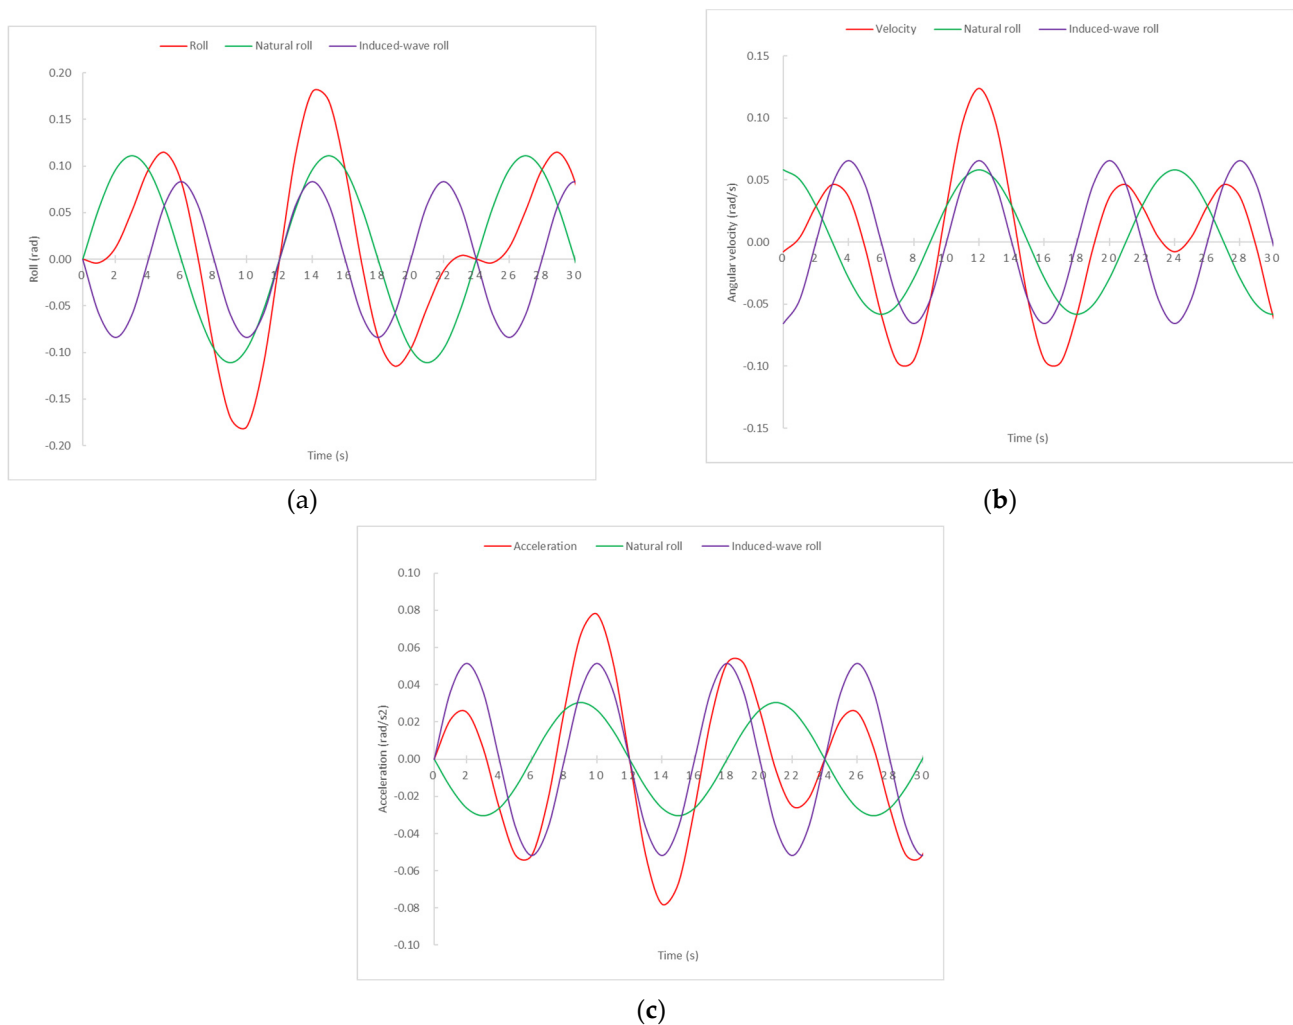 Roll Natural roll Induced-wave roll
0.20
0.15
0.10
0.05
0.00
-0.05
-0.10
-0.15
-0.20
0 2 4 6 8 10 12 14 16 18 20 22 24 26 28 30
Roll (rad)
Time (s)
(a)
Velocity Natural roll Induced-wave roll
0.15
0.10
0.05
0.00
-0.05
-0.10
-0.15
0 2 4 6 8 10 12 14 16 18 20 22 24 26 28 30
Angular velocity (rad/s)
Time (s)
(b)
Acceleration Natural roll Induced-wave roll
0.10
0.08
0.06
0.04
0.02
0.00
-0.02
-0.04
-0.06
-0.08
-0.10
0 2 4 6 8 10 12 14 16 18 20 22 24 26 28 30
Acceleration (rad/s2)
Time (s)
(c)